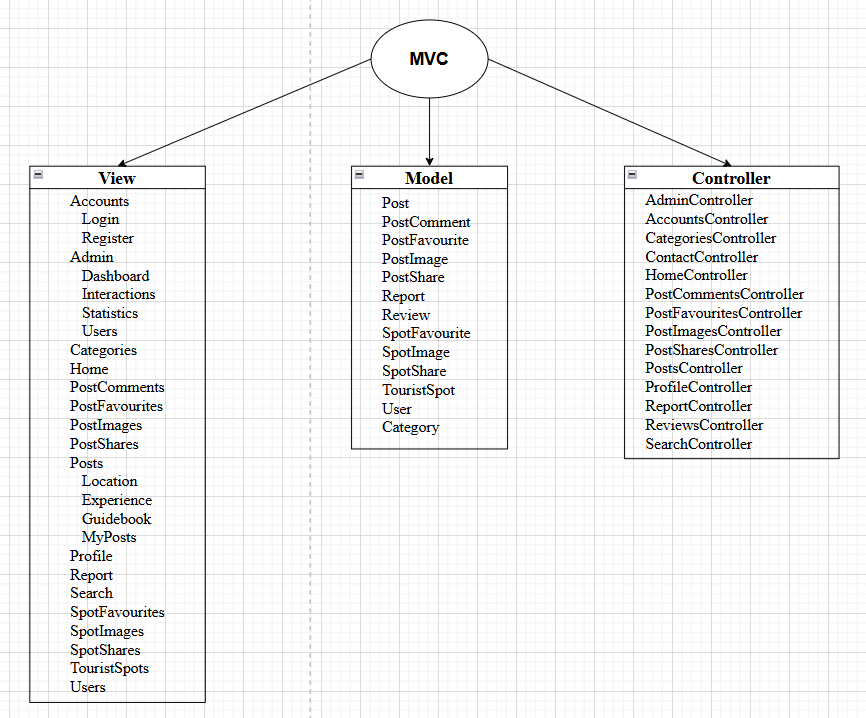 MVC
View
Accounts
Login
Register
Admin
Dashboard
Interactions
Statistics
Users
Categories
Home
PostComments
PostFavourites
PostImages
PostShares
Posts
Location
Experience
Guidebook
MyPosts
Profile
Report
Search
SpotFavourites
SpotImages
SpotShares
TouristSpots
Users
Model
Post
PostComment
PostFavourite
PostImage
PostShare
Report
Review
SpotFavourite
SpotImage
SpotShare
TouristSpot
User
Category
Controller
AdminController
AccountsController
CategoriesController
ContactController
HomeController
PostCommentsController
PostFavouritesController
PostImagesController
PostSharesController
PostsController
ProfileController
ReportController
ReviewsController
SearchController